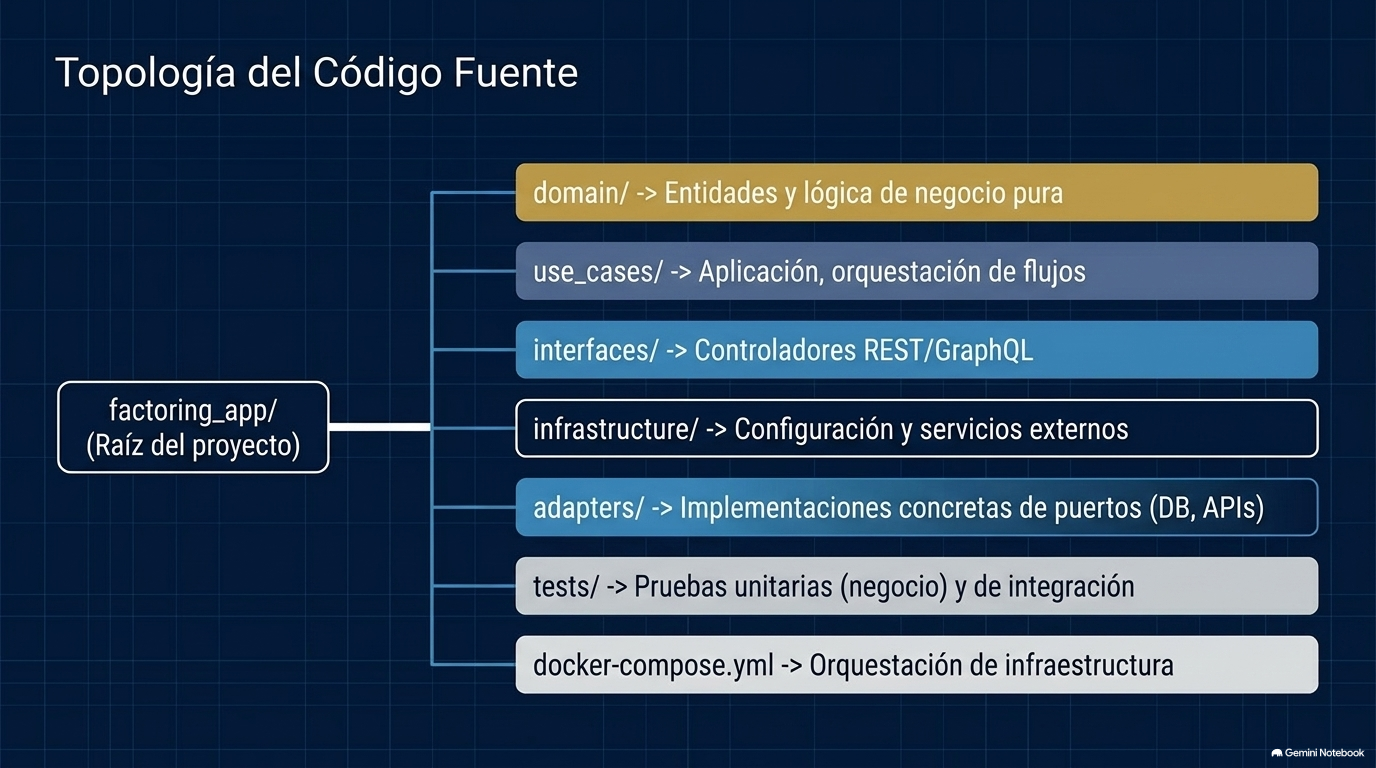 Topología del Código Fuente
domain/ -> Entidades y lógica de negocio pura
use_cases/ -> Aplicación, orquestación de flujos
interfaces/ -> Controladores REST/GraphQL
factoring_app/
(Raíz del proyecto)
infrastructure/ -> Configuración y servicios externos
adapters/ -> Implementaciones concretas de puertos (DB, APIs)
tests/ -> Pruebas unitarias (negocio) y de integración
docker-compose.yml -> Orquestación de infraestructura
Gemini Notebook